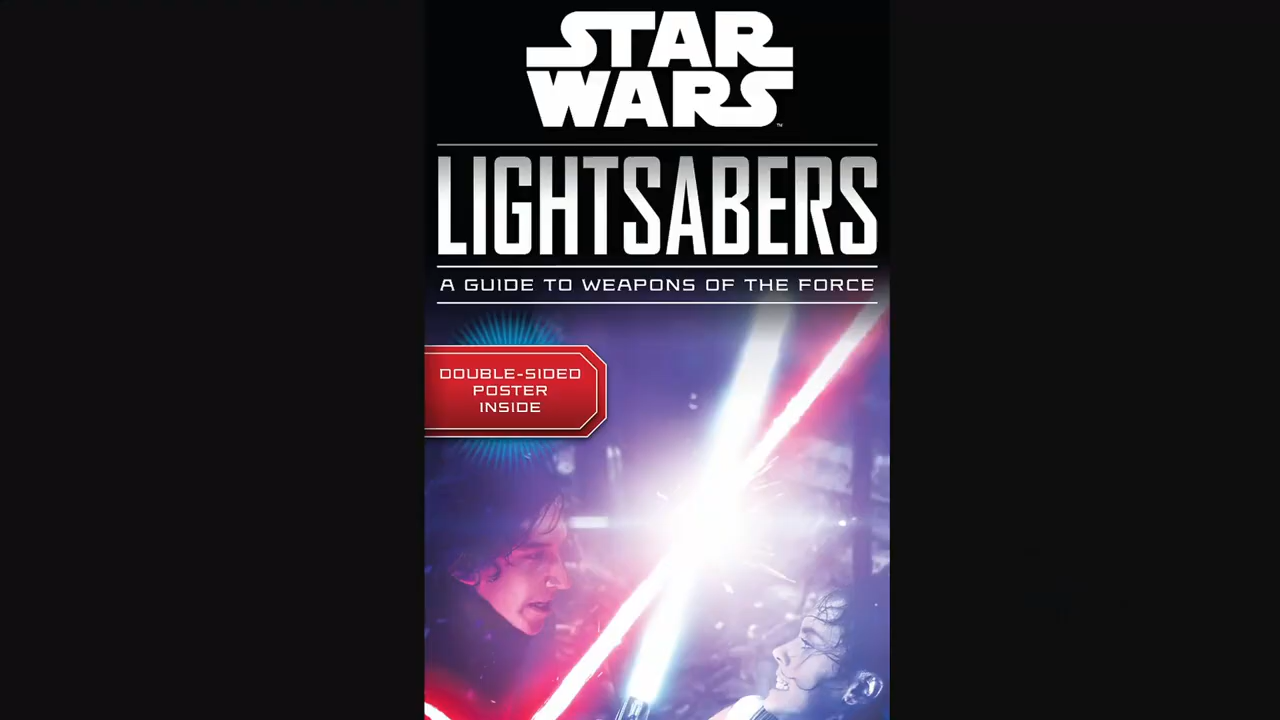 STAR
WARS
LIGHTSABERS
A GUIDE TO WEAPONS OF THE FORCE
DOUBLE-SIDED
POSTER
INSIDE